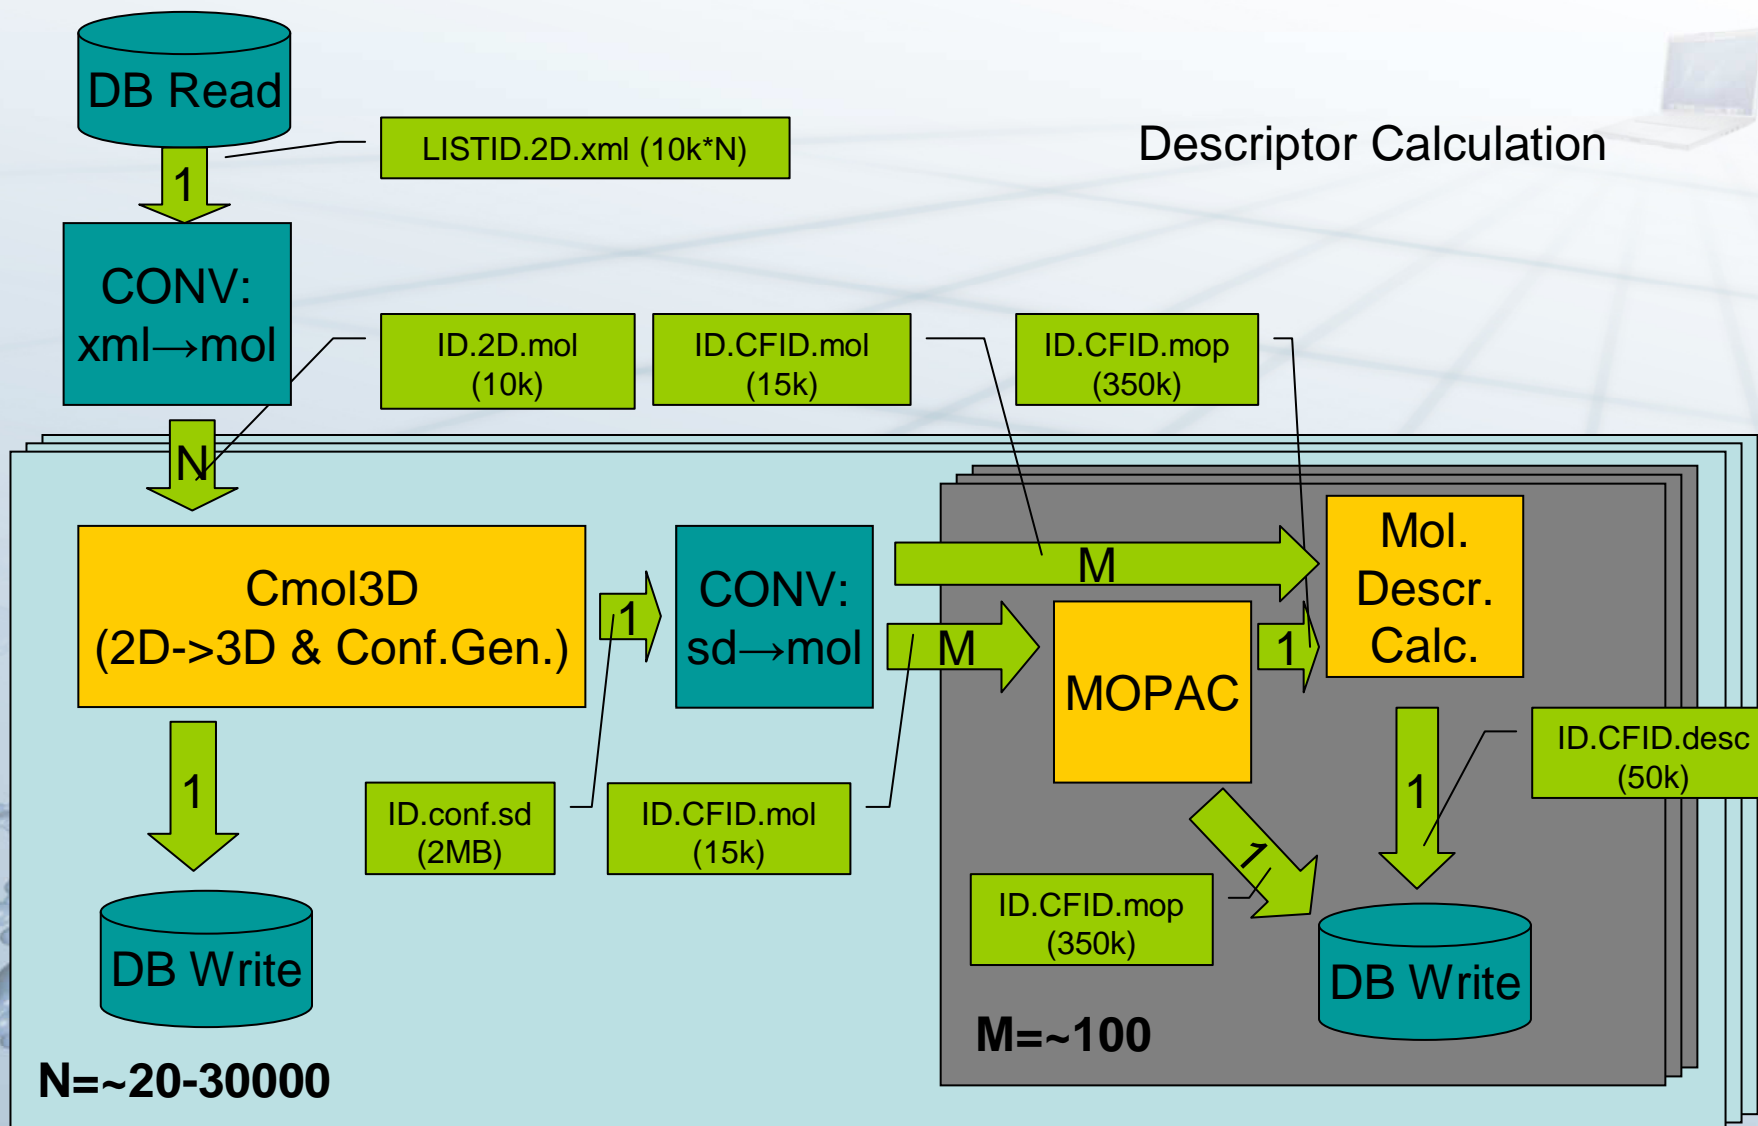 DB Read
LISTID.2D.xml (10k*N)
Descriptor Calculation
1
CONV:
xml→mol
ID.2D.mol
(10k)
ID.CFID.mol
(15k)
ID.CFID.mop
(350k)
N
Cmol3D
(2D->3D & Conf.Gen.)
1
CONV:
sd→mol
M
M
MOPAC
1
Mol.
Descr.
Calc.
1
ID.conf.sd
(2MB)
ID.CFID.mol
(15k)
1
1
ID.CFID.desc
(50k)
ID.CFID.mop
(350k)
DB Write
DB Write
M=~100
N=~20-30000